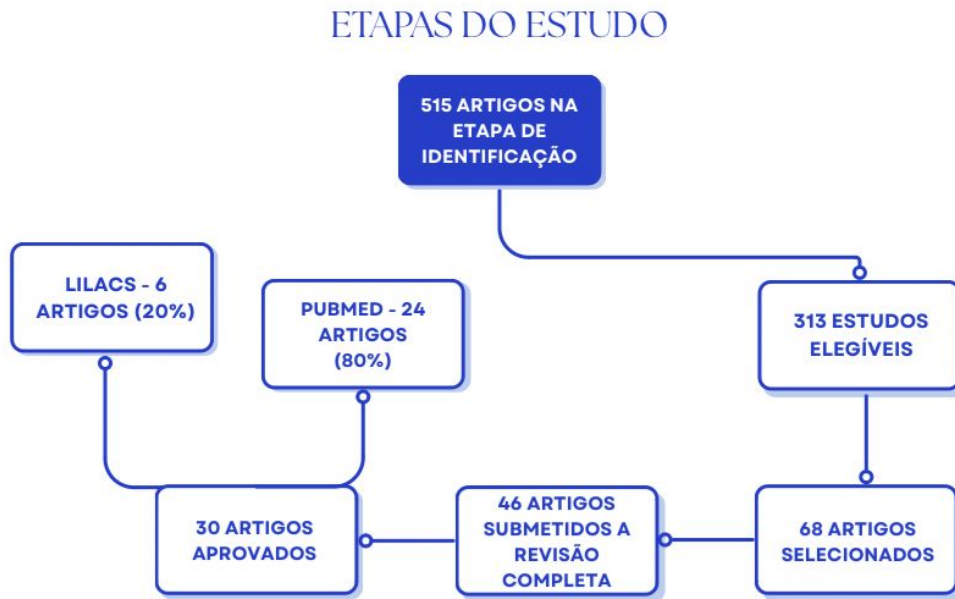 ETAPAS DO ESTUDO
515 ARTIGOS NA
ETAPA DE
IDENTIFICAÇÃO
313 ESTUDOS
ELEGÍVEIS
68 ARTIGOS
SELECIONADOS
46 ARTIGOS
SUBMETIDOS A
REVISÃO
COMPLETA
30 ARTIGOS
APROVADOS
LILACS - 6
ARTIGOS (20%)
PUBMED - 24
ARTIGOS
(80%)